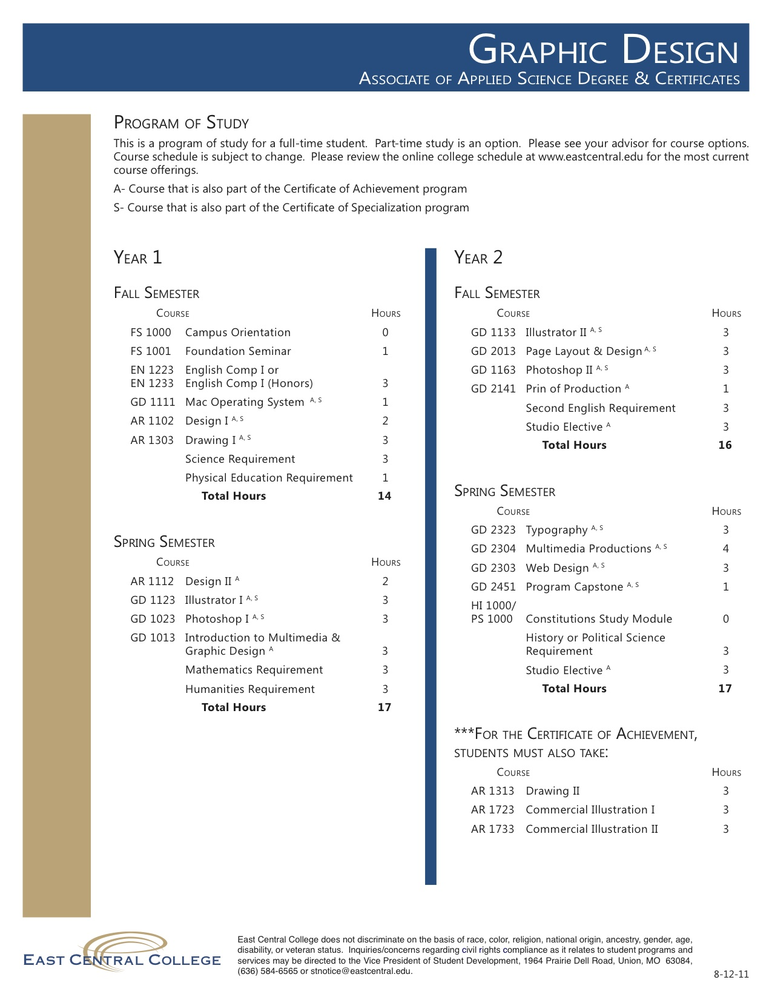 Graphic Design
Associate of Applied Science Degree & Certificates
Program of Study
This is a program of study for a full-time student.  Part-time study is an option.  Please see your advisor for course options.
Course schedule is subject to change.  Please review the online college schedule at www.eastcentral.edu for the most current
course offerings.
A- Course that is also part of the Certificate of Achievement program
S- Course that is also part of the Certificate of Specialization program
Year 1
Fall Semester
Course Hours
FS 1000 Campus Orientation 0
FS 1001 Foundation Seminar 1
EN 1223 English Comp I or
EN 1233 English Comp I (Honors) 3
GD 1111 Mac Operating System A, S 1
AR 1102 Design I A, S 2
AR 1303 Drawing I A, S 3
Science Requirement 3
Physical Education Requirement 1
Total Hours 14
Spring Semester
Course Hours
AR 1112 Design II A 2
GD 1123 Illustrator I A, S 3
GD 1023 Photoshop I A, S 3
GD 1013 Introduction to Multimedia &
Graphic Design A 3
Mathematics Requirement 3
Humanities Requirement 3
Total Hours 17
Year 2
Fall Semester
Course Hours
GD 1133 Illustrator II A, S 3
GD 2013 Page Layout & Design A, S 3
GD 1163 Photoshop II A, S 3
GD 2141 Prin of Production A 1
Second English Requirement 3
Studio Elective A 3
Total Hours 16
Spring Semester
Course Hours
GD 2323 Typography A, S 3
GD 2304 Multimedia Productions A, S 4
GD 2303 Web Design A, S 3
GD 2451 Program Capstone A, S 1
HI 1000/
PS 1000 Constitutions Study Module 0
History or Political Science
Requirement 3
Studio Elective A 3
Total Hours 17
***For the Certificate of Achievement,
students must also take:
Course Hours
AR 1313 Drawing II 3
AR 1723 Commercial Illustration I 3
AR 1733 Commercial Illustration II 3
East Central College
East Central College does not discriminate on the basis of race, color, religion, national origin, ancestry, gender, age,
disability, or veteran status.  Inquiries/concerns regarding civil rights compliance as it relates to student programs and
services may be directed to the Vice President of Student Development, 1964 Prairie Dell Road, Union, MO  63084,
(636) 584-6565 or stnotice@eastcentral.edu.
8-12-11